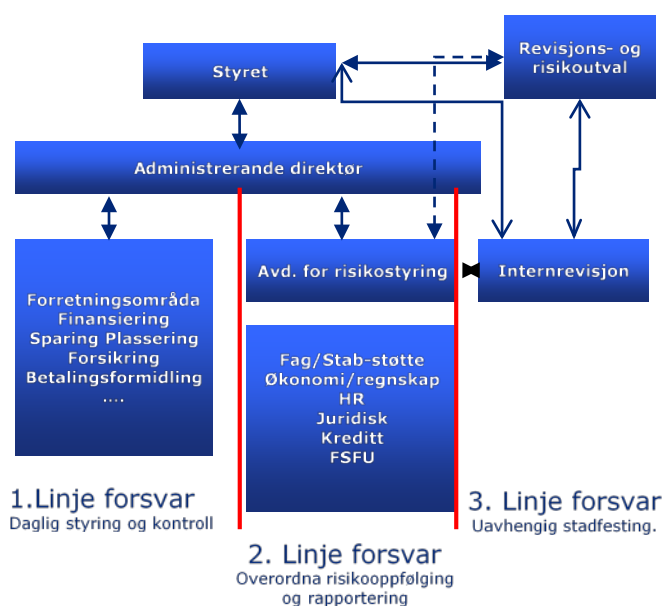 Styret
Revisjons- og
risikoutval
Administrerande direktør
Forretningsområda
Finansiering
Sparing Plassering
Forsikring
Betalingsformidling
....
Avd. for risikostyring
Internrevisjon
Fag/Stab-støtte
Økonomi/regnskap
HR
Juridisk
Kreditt
FSFU
1.Linje forsvar
Daglig styring og kontroll
2. Linje forsvar
Overordna risikooppfølging
og rapportering
3. Linje forsvar
Uavhengig stadfesting.